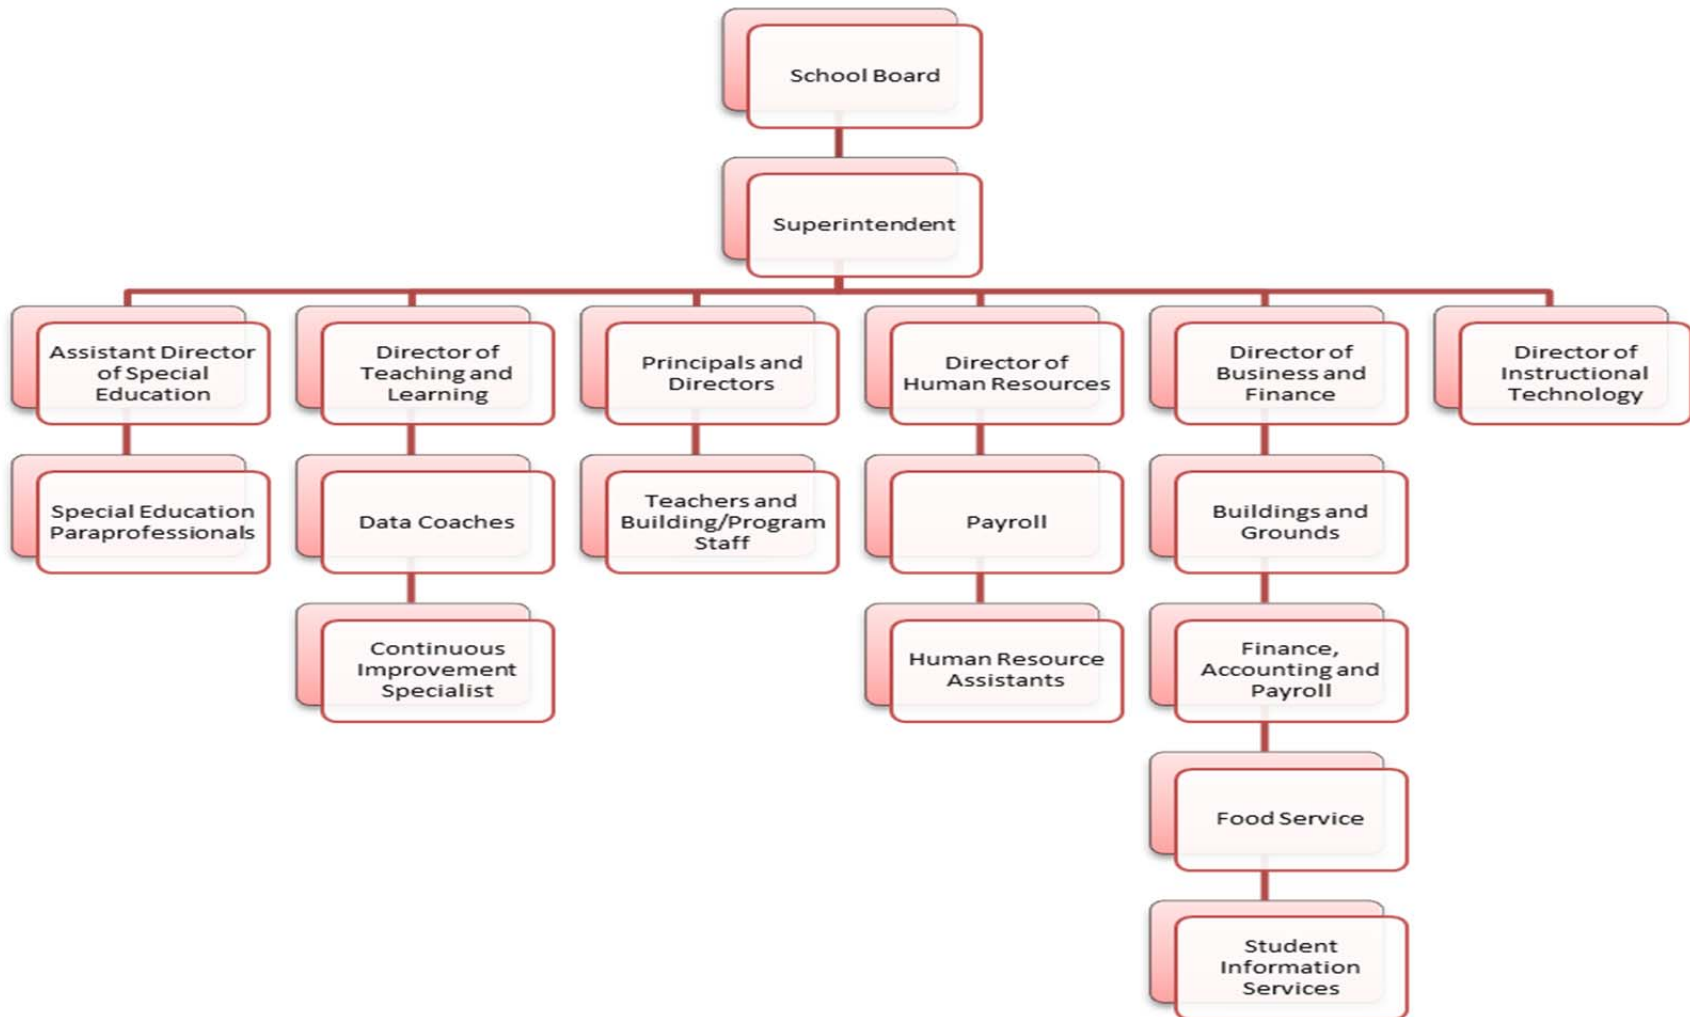 School Board
Superintendent
Assistant Director
of Special
Education
Director of
Teaching and
Learning
Principals and
Directors
Director of
Human Resources
Director of
Business and
Finance
Director of
Instructional
Technology
Special Education
Paraprofessionals
Data Coaches
Teachers and
Building/Program
Staff
Payroll
Buildings and
Grounds
Continuous
Improvement
Specialist
Human Resource
Assistants
Finance,
Accounting and
Payroll
Food Service
Student
Information
Services